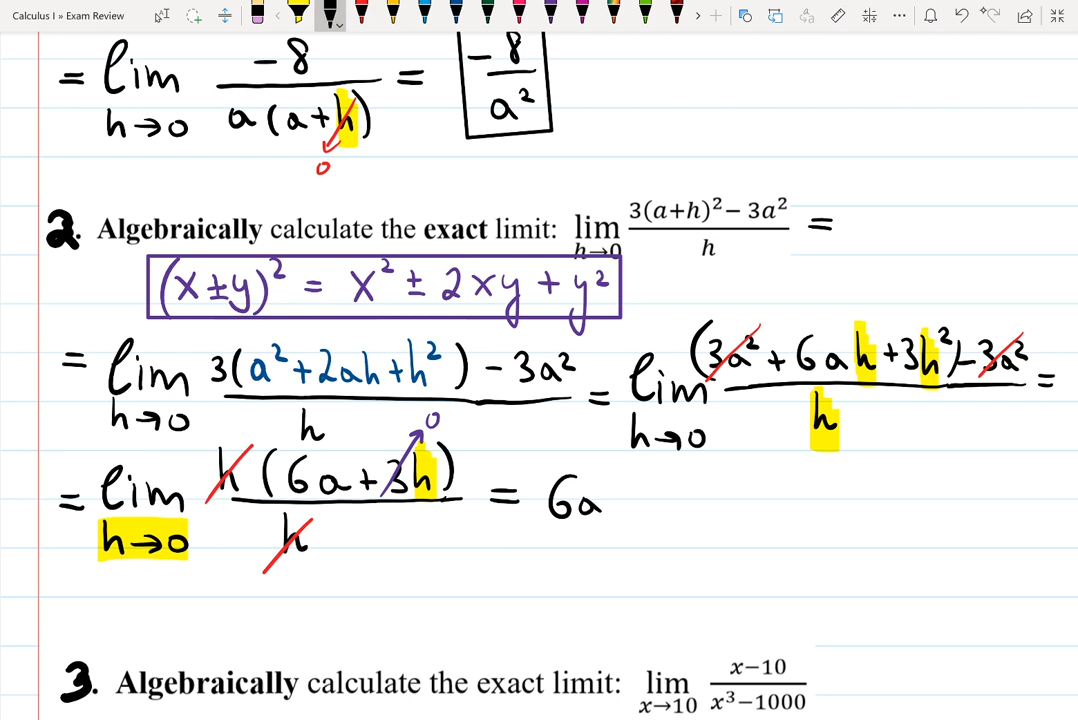 Calculus I » Exam Review
= lim h→0 -8 / a(a+h) = -8 / a²
0
2. Algebraically calculate the exact limit: lim h→0 3(a+h)² − 3a² / h =
(x±y)² = x² ± 2xy + y²
= lim h→0 3(a²+2ah+h²) - 3a² / h = lim h→0 (3a² + 6ah + 3h²) - 3a² / h =
0
= lim h→0 h(6a+3h) / h = 6a
3. Algebraically calculate the exact limit: lim x→10 x−10 / x³−1000